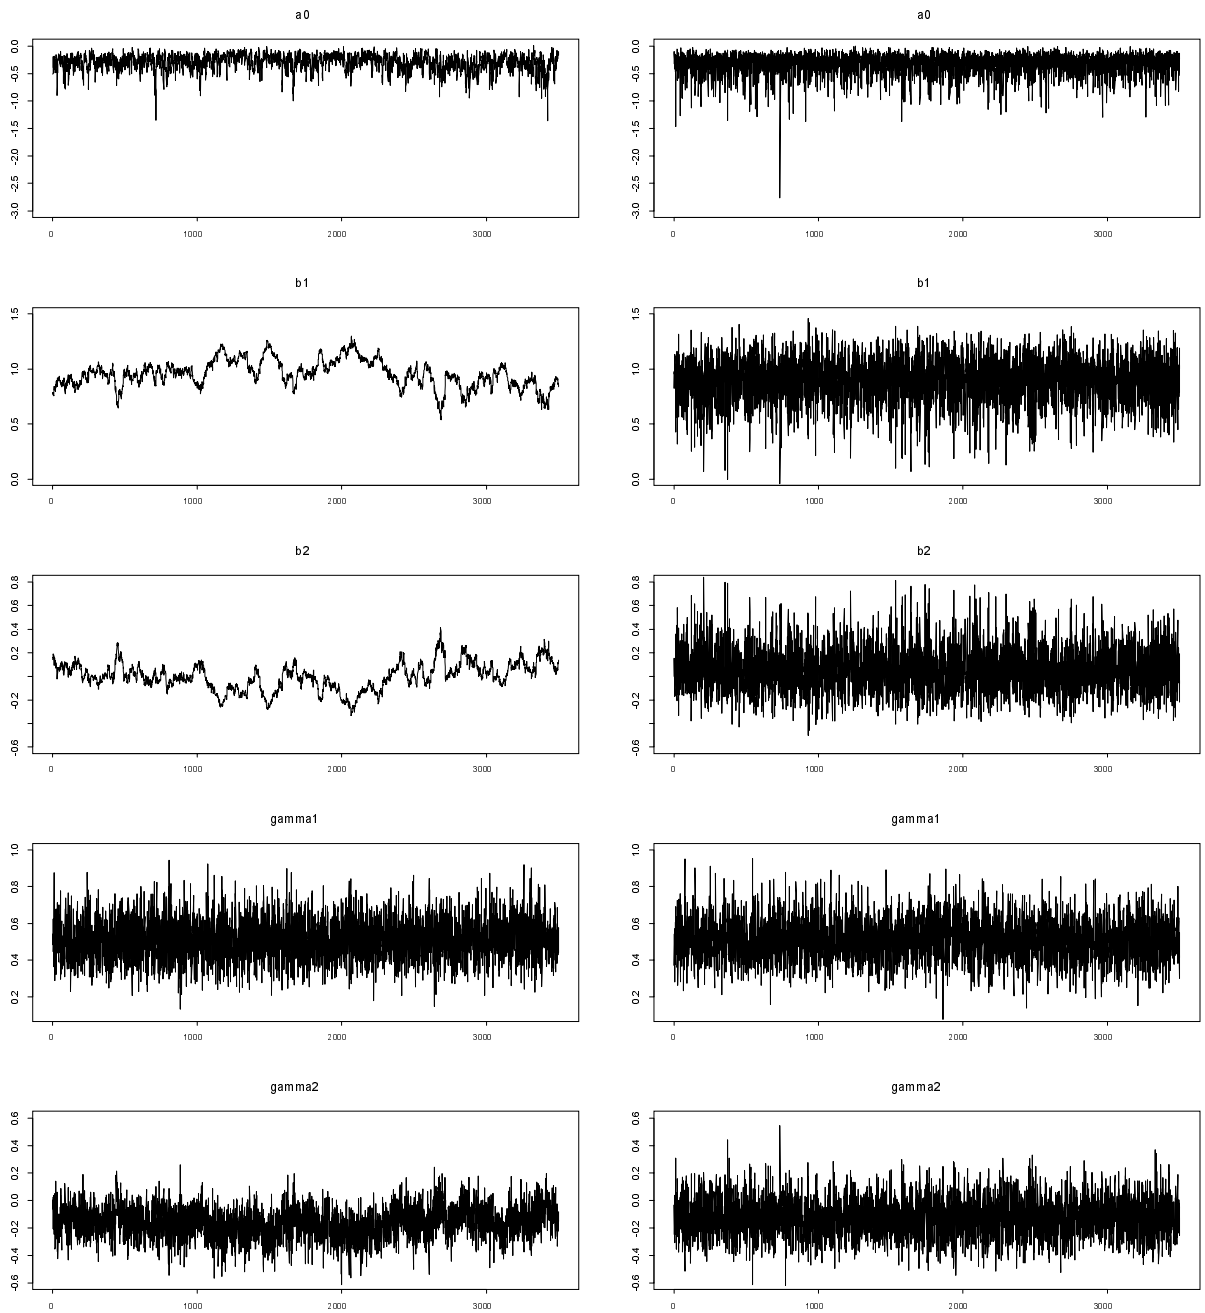 a0 a0
0.0 -0.5 -1.0 -1.5 -2.0 -2.5 -3.0 0.0 -0.5 -1.0 -1.5 -2.0 -2.5 -3.0
0 1000 2000 3000 0 1000 2000 3000
b1 b1
1.5 1.0 0.5 0.0 1.5 1.0 0.5 0.0
0 1000 2000 3000 0 1000 2000 3000
b2 b2
0.8 0.6 0.4 0.2 -0.2 -0.6 0.8 0.6 0.4 0.2 -0.2 -0.6
0 1000 2000 3000 0 1000 2000 3000
gamma1 gamma1
1.0 0.8 0.6 0.4 0.2 1.0 0.8 0.6 0.4 0.2
0 1000 2000 3000 0 1000 2000 3000
gamma2 gamma2
0.6 0.4 0.2 0.0 -0.2 -0.4 -0.6 0.6 0.4 0.2 0.0 -0.2 -0.4 -0.6
0 1000 2000 3000 0 1000 2000 3000